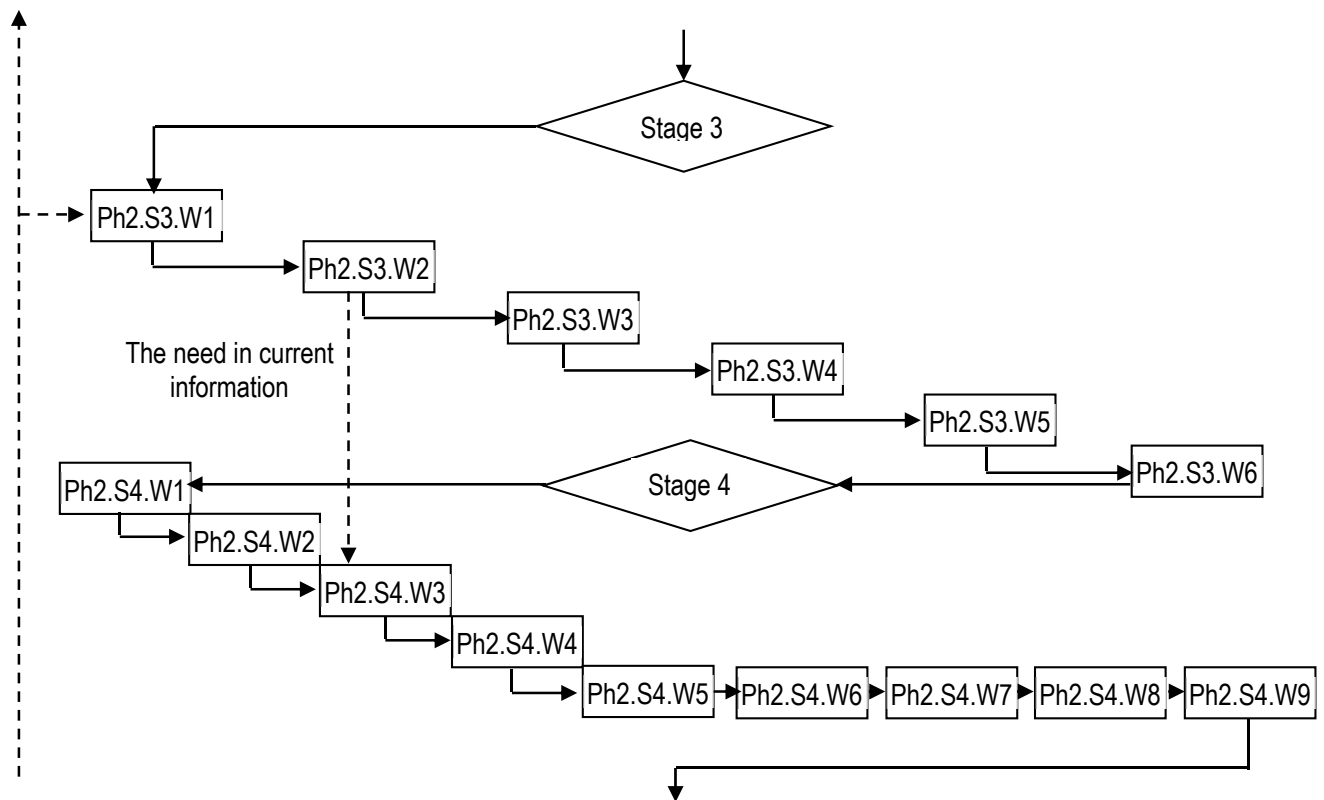 Stage 3
Ph2.S3.W1
Ph2.S3.W2
Ph2.S3.W3
The need in current
information
Ph2.S3.W4
Ph2.S3.W5
Ph2.S3.W6
Stage 4
Ph2.S4.W1
Ph2.S4.W2
Ph2.S4.W3
Ph2.S4.W4
Ph2.S4.W5
Ph2.S4.W6
Ph2.S4.W7
Ph2.S4.W8
Ph2.S4.W9